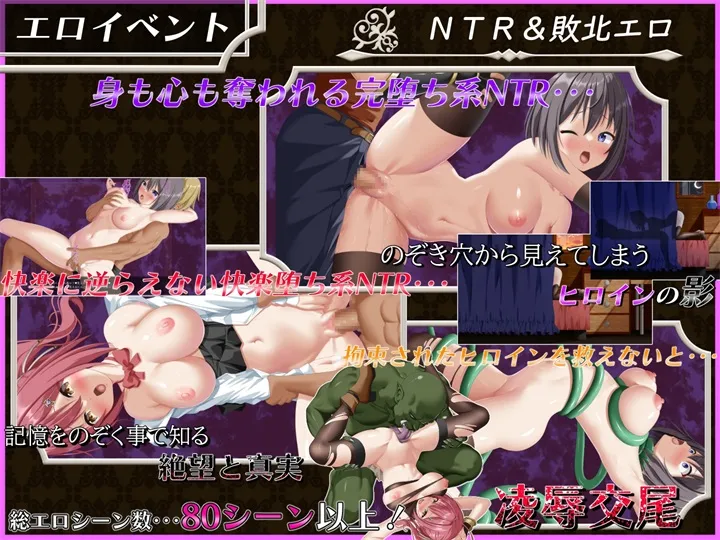 エロイベント
NTR＆敗北エロ
身も心も奪われる完堕ち系NTR･･･
のぞき穴から見えてしまう
ヒロインの影
快楽に逆らえない快楽堕ち系NTR･･･
拘束されたヒロインを救えないと･･･
記憶をのぞく事で知る
絶望と真実
凌辱交尾
総エロシーン数･･･80シーン以上！